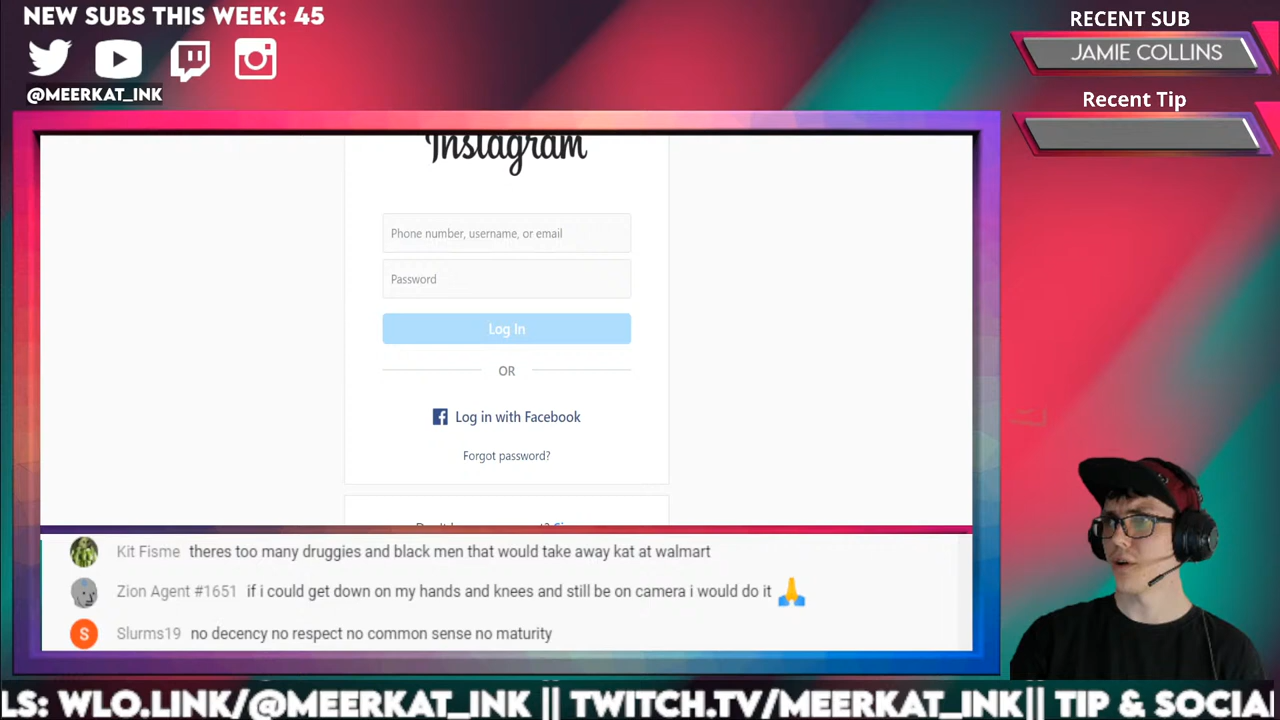 NEW SUBS THIS WEEK: 45
@MEERKAT_INK
RECENT SUB
JAMIE COLLINS
Recent Tip
Instagram
Phone number, username, or email
Password
Log In
OR
Log in with Facebook
Forgot password?
Kit Fisme theres too many druggies and black men that would take away kat at walmart
Zion Agent #1651 if i could get down on my hands and knees and still be on camera i would do it 🙏
S Slurms19 no decency no respect no common sense no maturity
LS: WLO.LINK/@MEERKAT_INK || TWITCH.TV/MEERKAT_INK|| TIP & SOCIAL